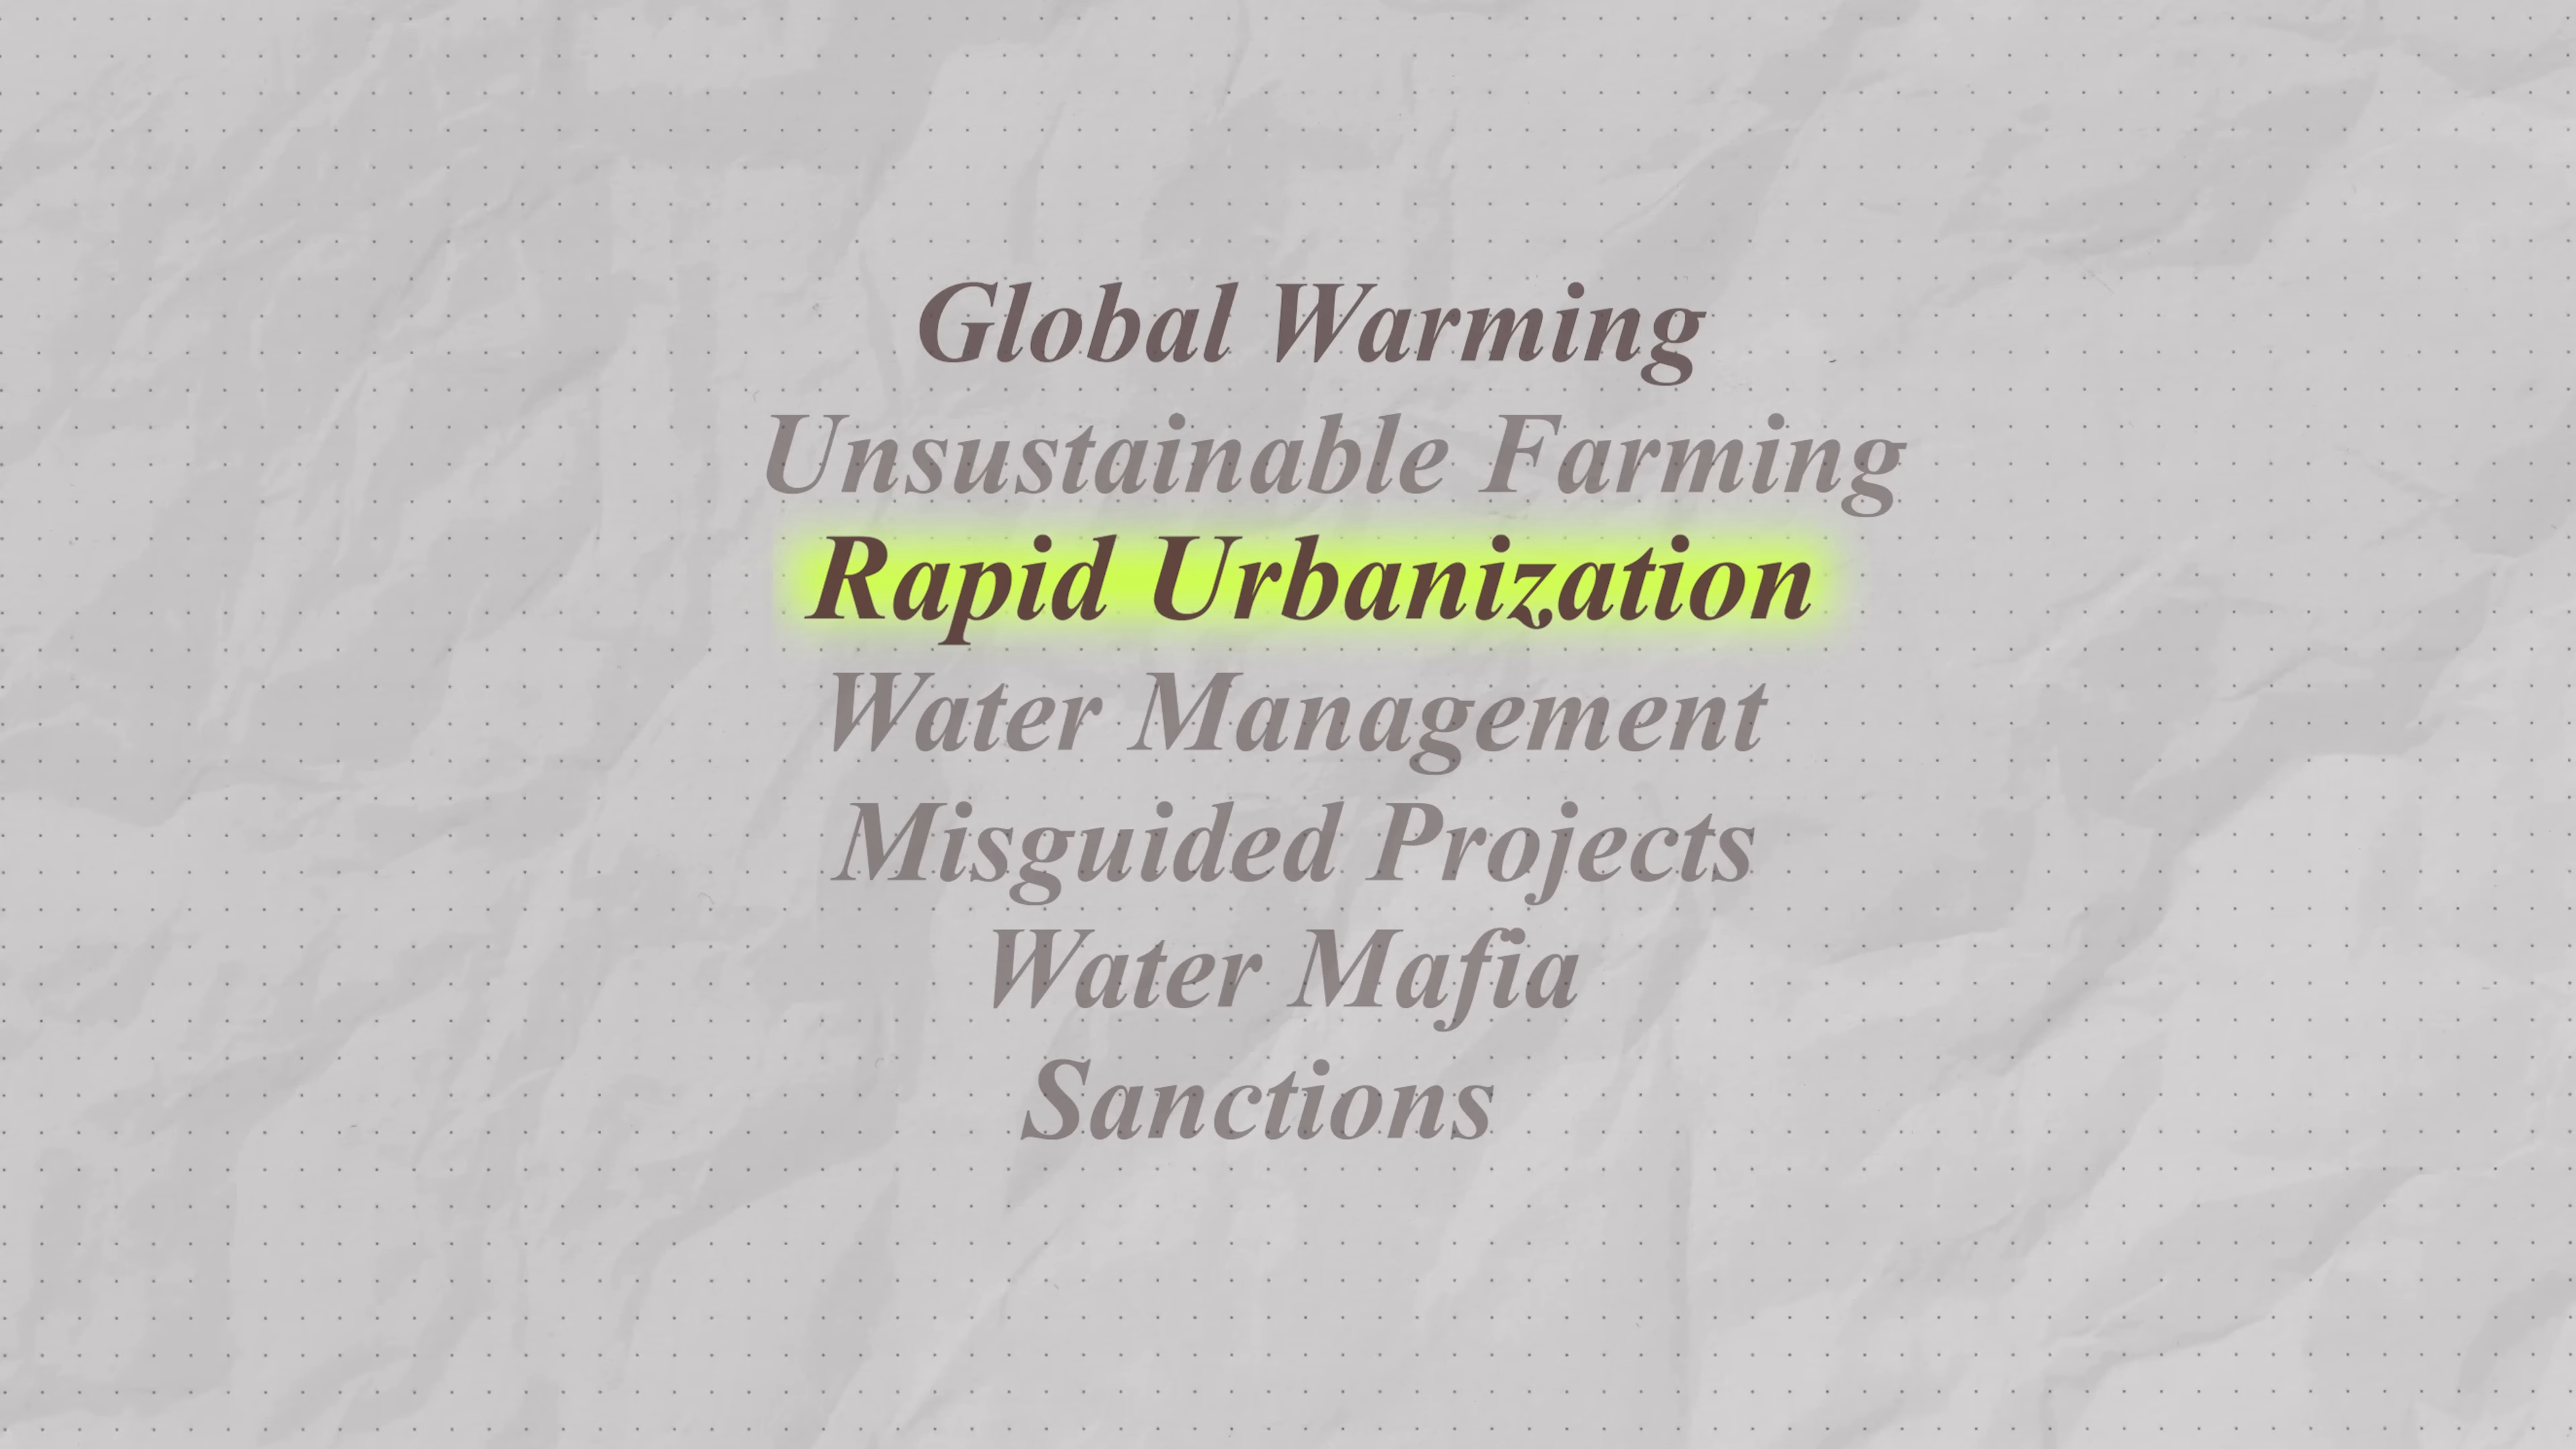 Global Warming
Unsustainable Farming
Rapid Urbanization
Water Management
Misguided Projects
Water Mafia
Sanctions